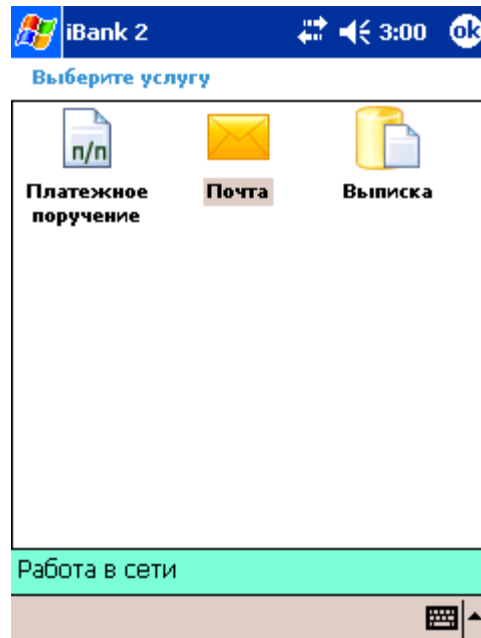 iBank 2 3:00 ok
Выберите услугу
п/п
Платежное Почта Выписка
поручение
Работа в сети